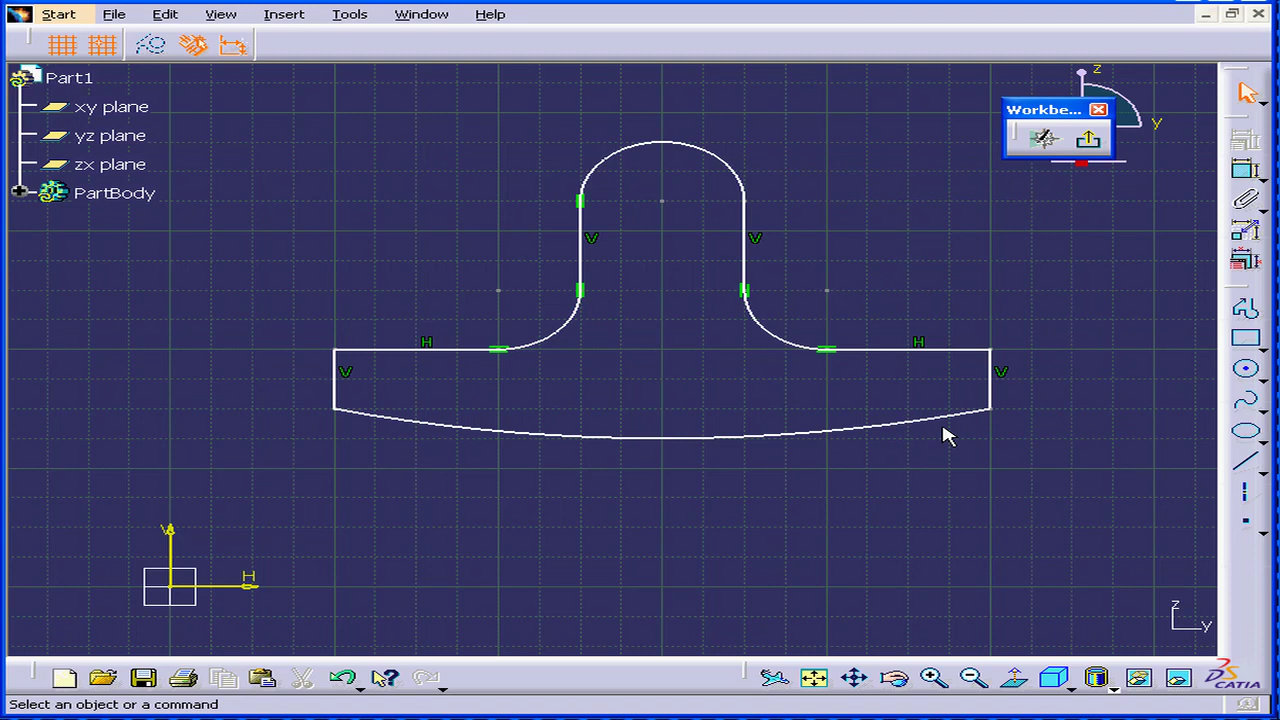 Start File Edit View Insert Tools Window Help
Part1
xy plane
yz plane
zx plane
PartBody
z
y
Workbe...
V V
H H
V V
V
H
z
y
DS CATIA
Select an object or a command